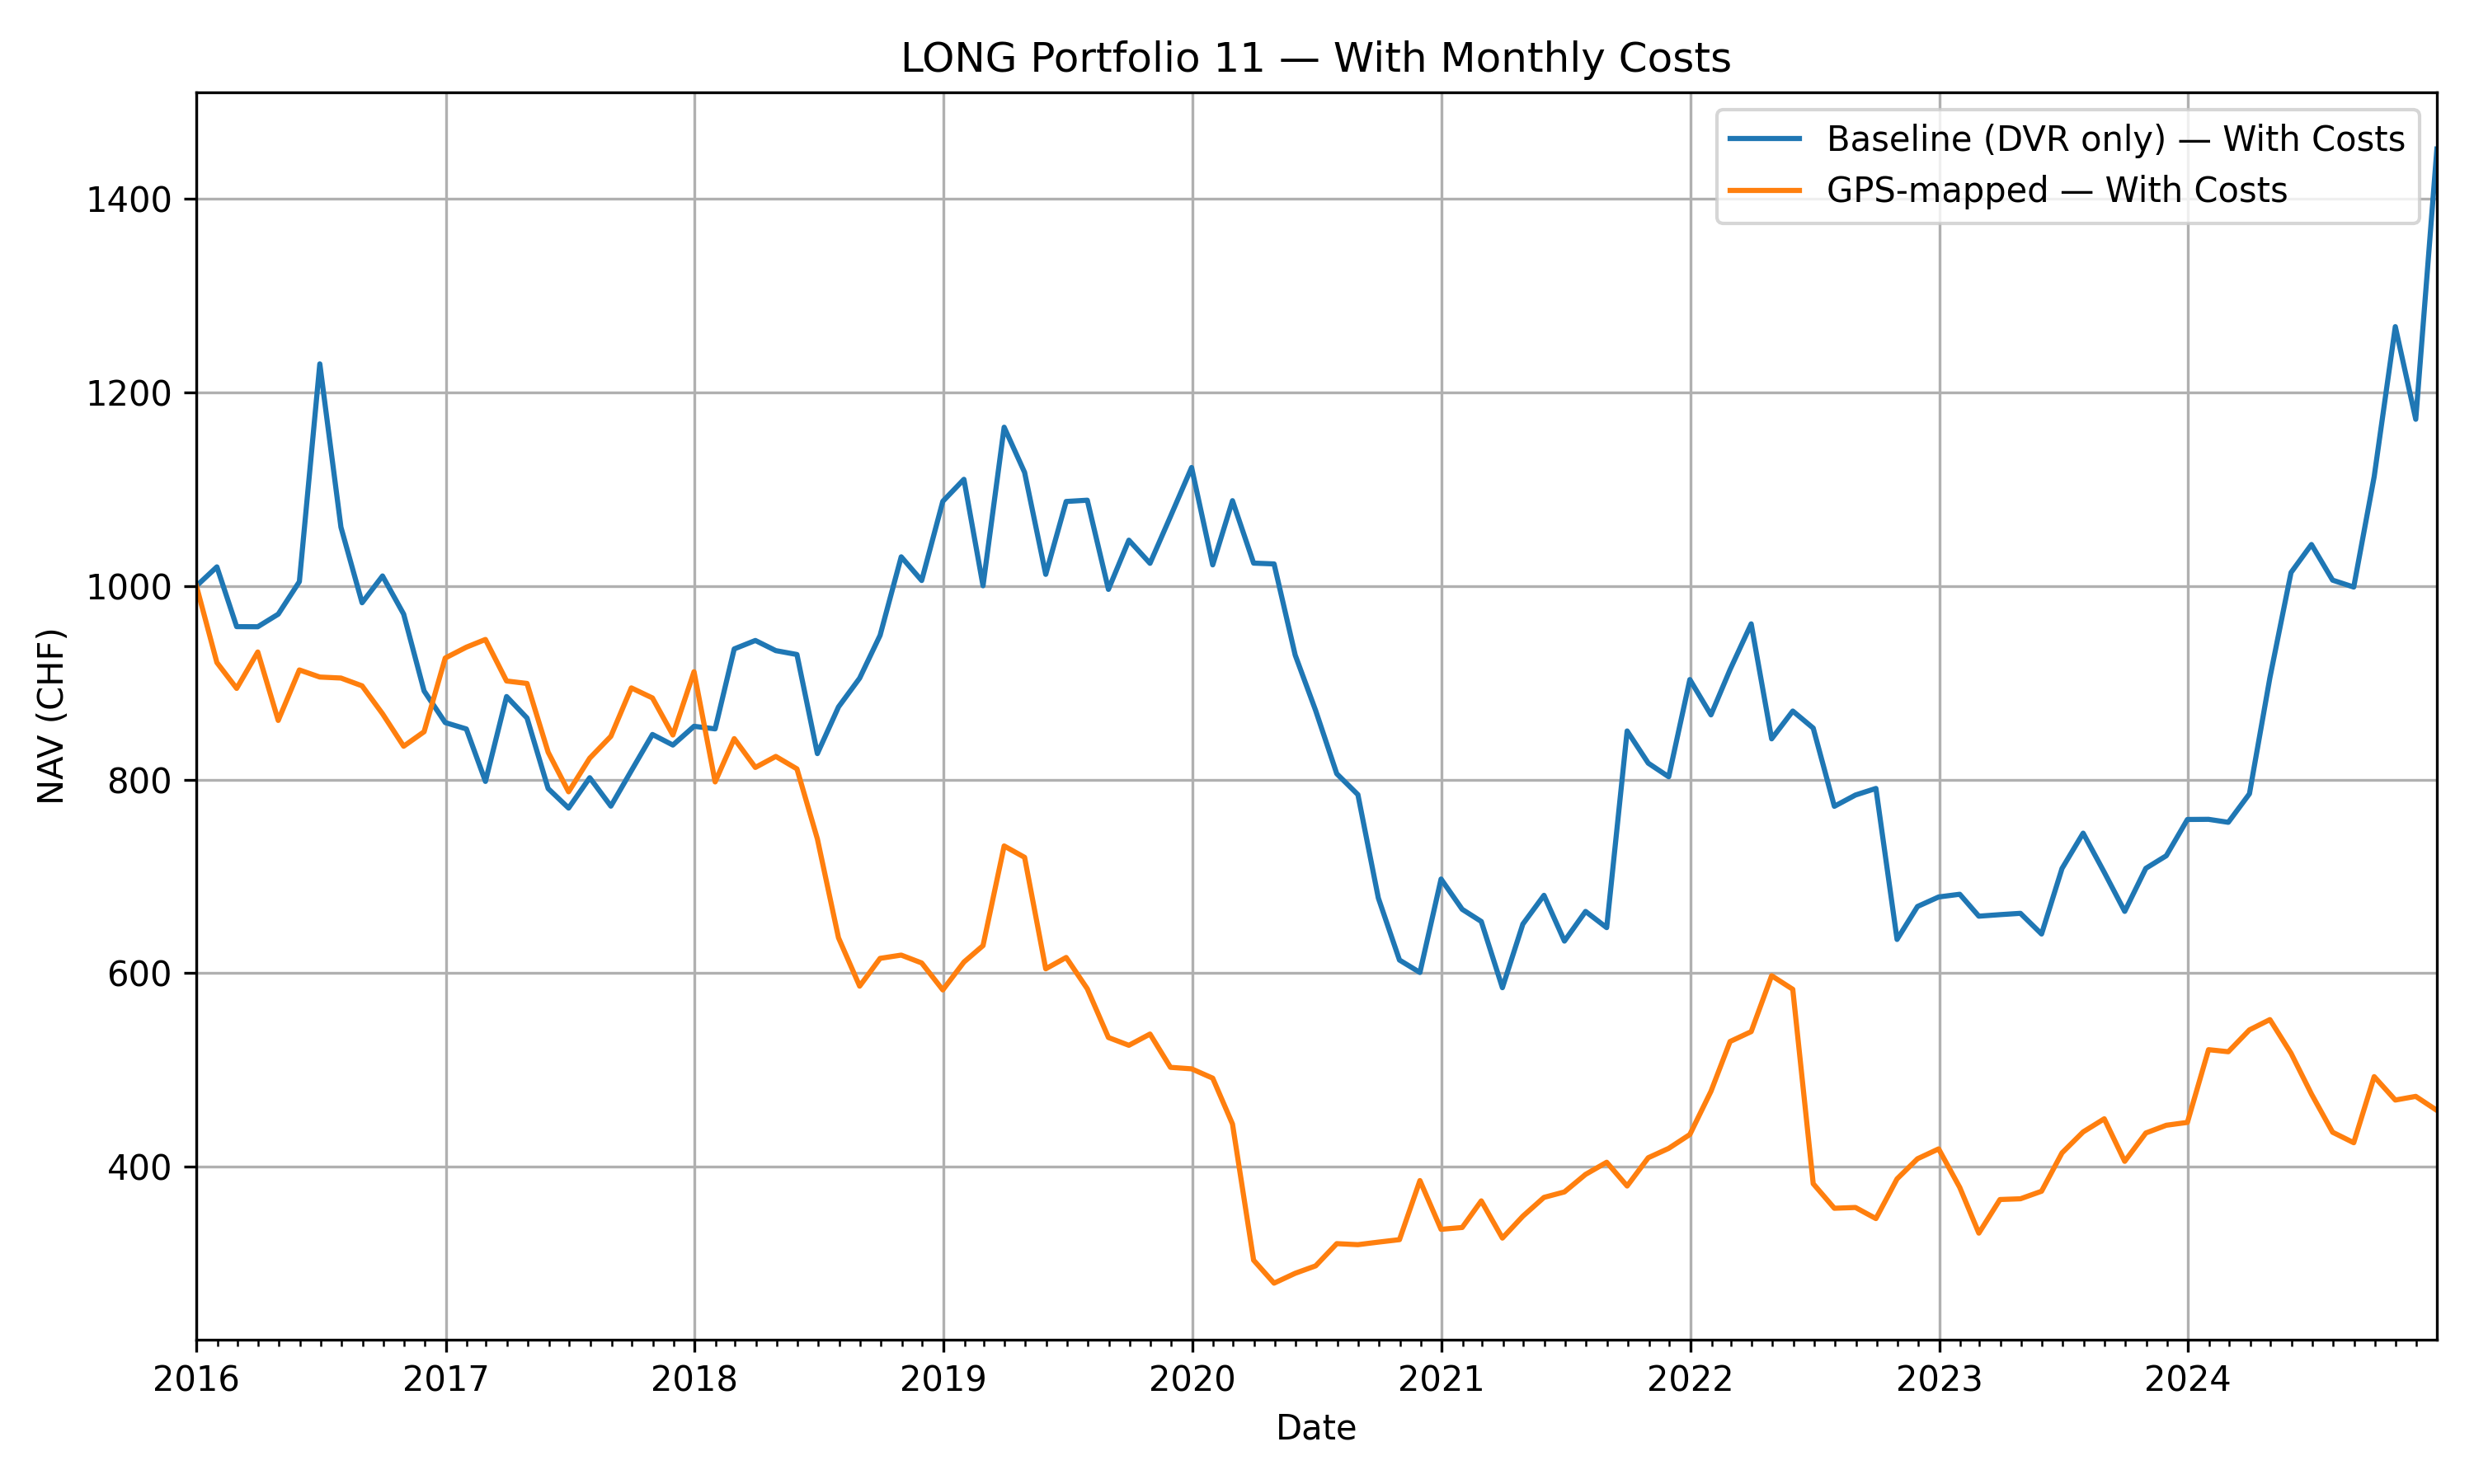 LONG Portfolio 11 — With Monthly Costs
Baseline (DVR only) — With Costs
GPS-mapped — With Costs
1400
1200
1000
800
600
400
NAV (CHF)
2016 2017 2018 2019 2020 2021 2022 2023 2024
Date